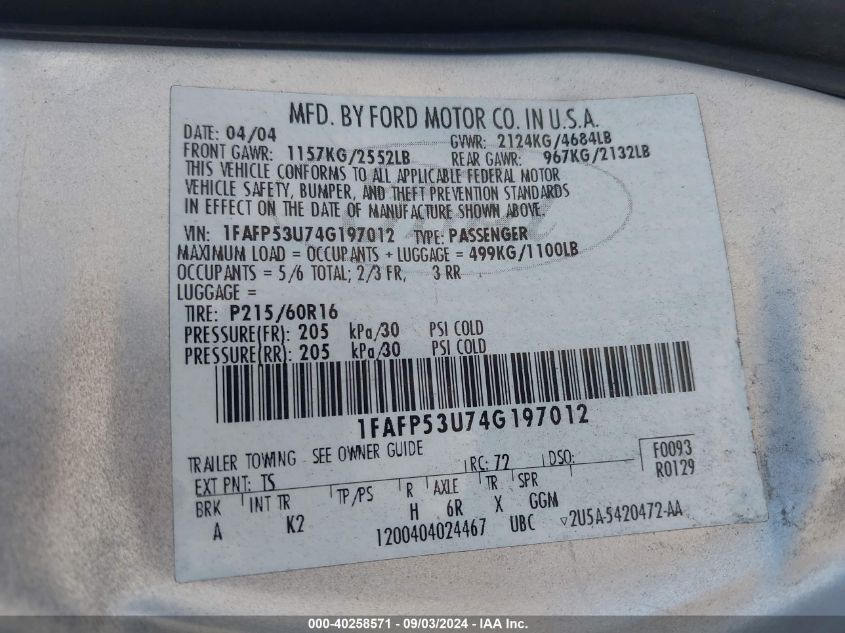 MFD. BY FORD MOTOR CO. IN U.S.A.
DATE: 04/04 GVWR: 2124KG/4684LB
FRONT GAWR: 1157KG/2552LB REAR GAWR: 967KG/2132LB
THIS VEHICLE CONFORMS TO ALL APPLICABLE FEDERAL MOTOR
VEHICLE SAFETY, BUMPER, AND THEFT PREVENTION STANDARDS
IN EFFECT ON THE DATE OF MANUFACTURE SHOWN ABOVE.
VIN: 1FAFP53U74G197012 TYPE: PASSENGER
MAXIMUM LOAD = OCCUPANTS + LUGGAGE = 499KG/1100LB
OCCUPANTS = 5/6 TOTAL; 2/3 FR, 3 RR
LUGGAGE =
TIRE: P215/60R16
PRESSURE(FR): 205 kPa/30 PSI COLD
PRESSURE(RR): 205 kPa/30 PSI COLD
1FAFP53U74G197012
TRAILER TOWING - SEE OWNER GUIDE
F0093
EXT PNT: TS RC: 72 DSO: R0129
BRK INT TR TP/PS R AXLE TR SPR
A K2 H 6R X GGM
1200404024467 UBC ▽2U5A-5420472-AA
000-40258571 - 09/03/2024 - IAAI.COM